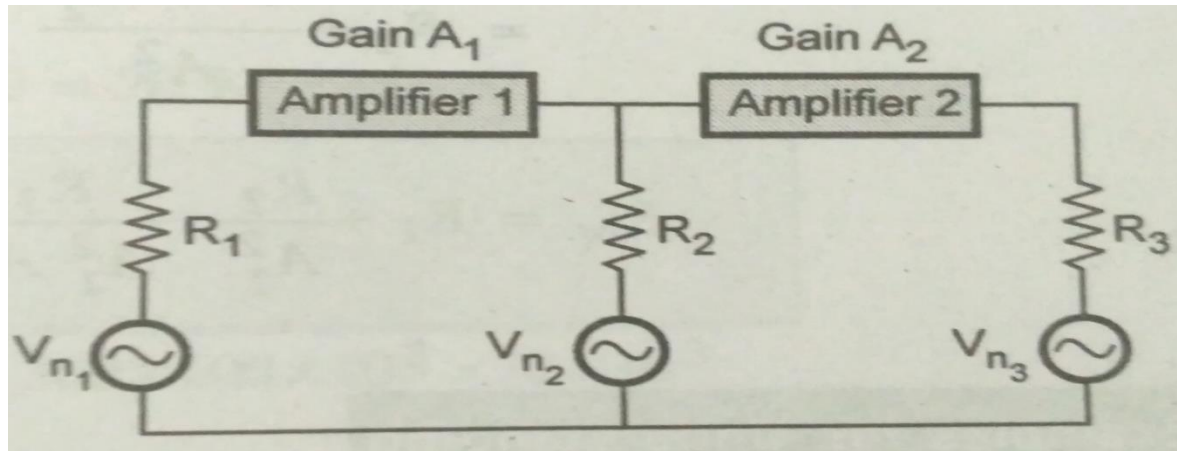 Gain A₁
Gain A₂
Amplifier 1
Amplifier 2
R₁
R₂
R₃
Vₙ₁
Vₙ₂
Vₙ₃